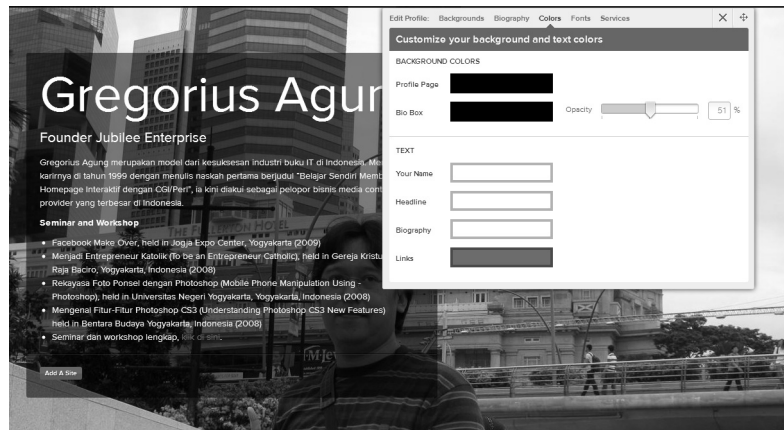 Edit Profile: Backgrounds Biography Colors Fonts Services
Customize your background and text colors
BACKGROUND COLORS
Profile Page
Bio Box
Opacity
51 %
TEXT
Your Name
Headline
Biography
Links
Gregorius Agun
Founder Jubilee Enterprise
Gregorius Agung merupakan model dari kesuksesan industri buku IT di Indonesia. Me
karirnya di tahun 1999 dengan menulis naskah pertama berjudul "Belajar Sendiri Memb
Homepage Interaktif dengan CGI/Perl", ia kini diakui sebagai pelopor bisnis media cont
provider yang terbesar di Indonesia.
Seminar and Workshop
Facebook Make Over, held in Jogja Expo Center, Yogyakarta (2009)
Menjadi Entrepreneur Katolik (To be an Entrepreneur Catholic), held in Gereja Kristu
Raja Baciro, Yogyakarta, Indonesia (2008)
Rekayasa Foto Ponsel dengan Photoshop (Mobile Phone Manipulation Using -
Photoshop), held in Universitas Negeri Yogyakarta, Yogyakarta, Indonesia (2008)
Mengenal Fitur-Fitur Photoshop CS3 (Understanding Photoshop CS3 New Features)
held in Bentara Budaya Yogyakarta, Indonesia (2008)
Seminar dan workshop lengkap, klik di sini.
Add A Site
THE FULLERTON HOTEL